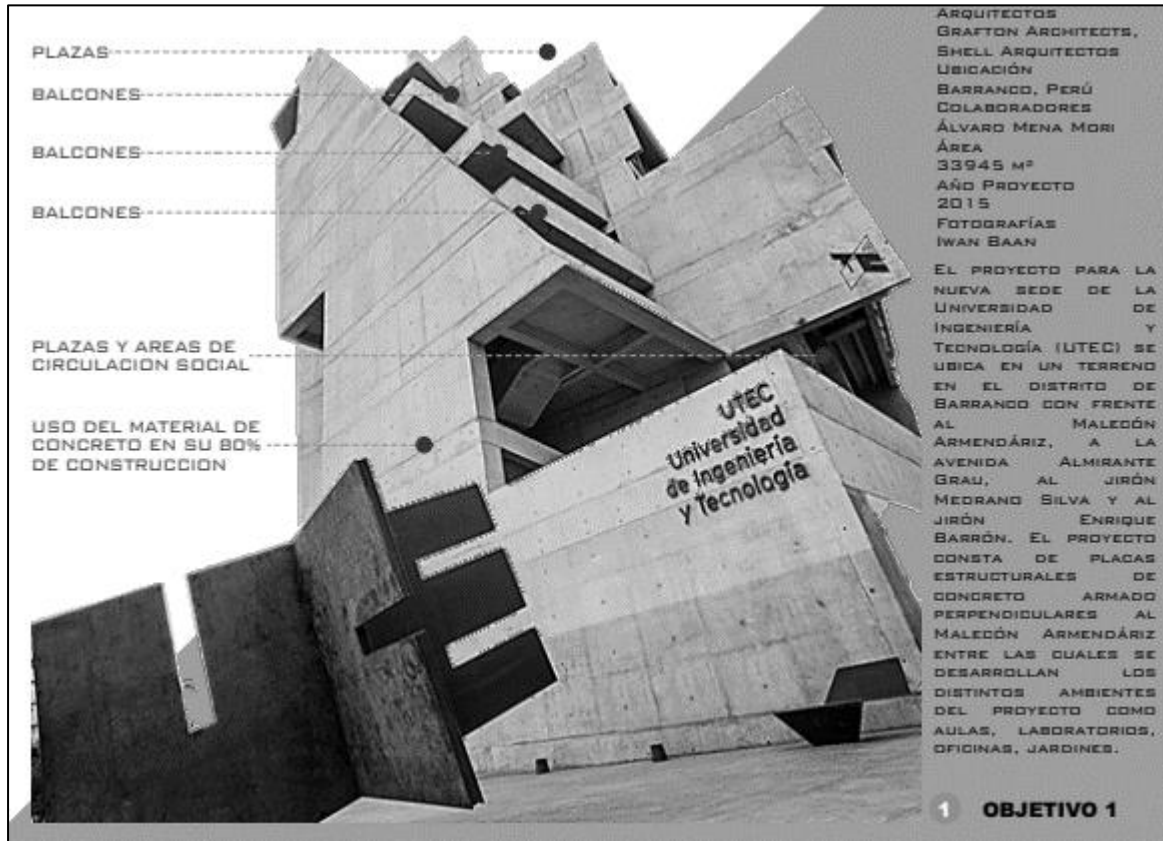 PLAZAS
BALCONES
BALCONES
BALCONES
PLAZAS Y AREAS DE
CIRCULACION SOCIAL
USO DEL MATERIAL DE
CONCRETO EN SU 80%
DE CONSTRUCCION
UTEC
Universidad
de Ingeniería
y Tecnología
ARQUITECTOS
GRAFTON ARCHITECTS,
SHELL ARQUITECTOS
UBICACIÓN
BARRANCO, PERÚ
COLABORADORES
ÁLVARO MENA MORI
ÁREA
33945 M²
AÑO PROYECTO
2015
FOTOGRAFÍAS
IWAN BAAN
EL PROYECTO PARA LA
NUEVA SEDE DE LA
UNIVERSIDAD DE
INGENIERÍA Y
TECNOLOGÍA (UTEC) SE
UBICA EN UN TERRENO
EN EL DISTRITO DE
BARRANCO CON FRENTE
AL MALECÓN
ARMENDÁRIZ, A LA
AVENIDA ALMIRANTE
GRAU, AL JIRÓN
MEDRANO SILVA Y AL
JIRÓN ENRIQUE
BARRÓN. EL PROYECTO
CONSTA DE PLACAS
ESTRUCTURALES DE
CONCRETO ARMADO
PERPENDICULARES AL
MALECÓN ARMENDÁRIZ
ENTRE LAS CUALES SE
DESARROLLAN LOS
DISTINTOS AMBIENTES
DEL PROYECTO COMO
AULAS, LABORATORIOS,
OFICINAS, JARDINES.
1 OBJETIVO 1